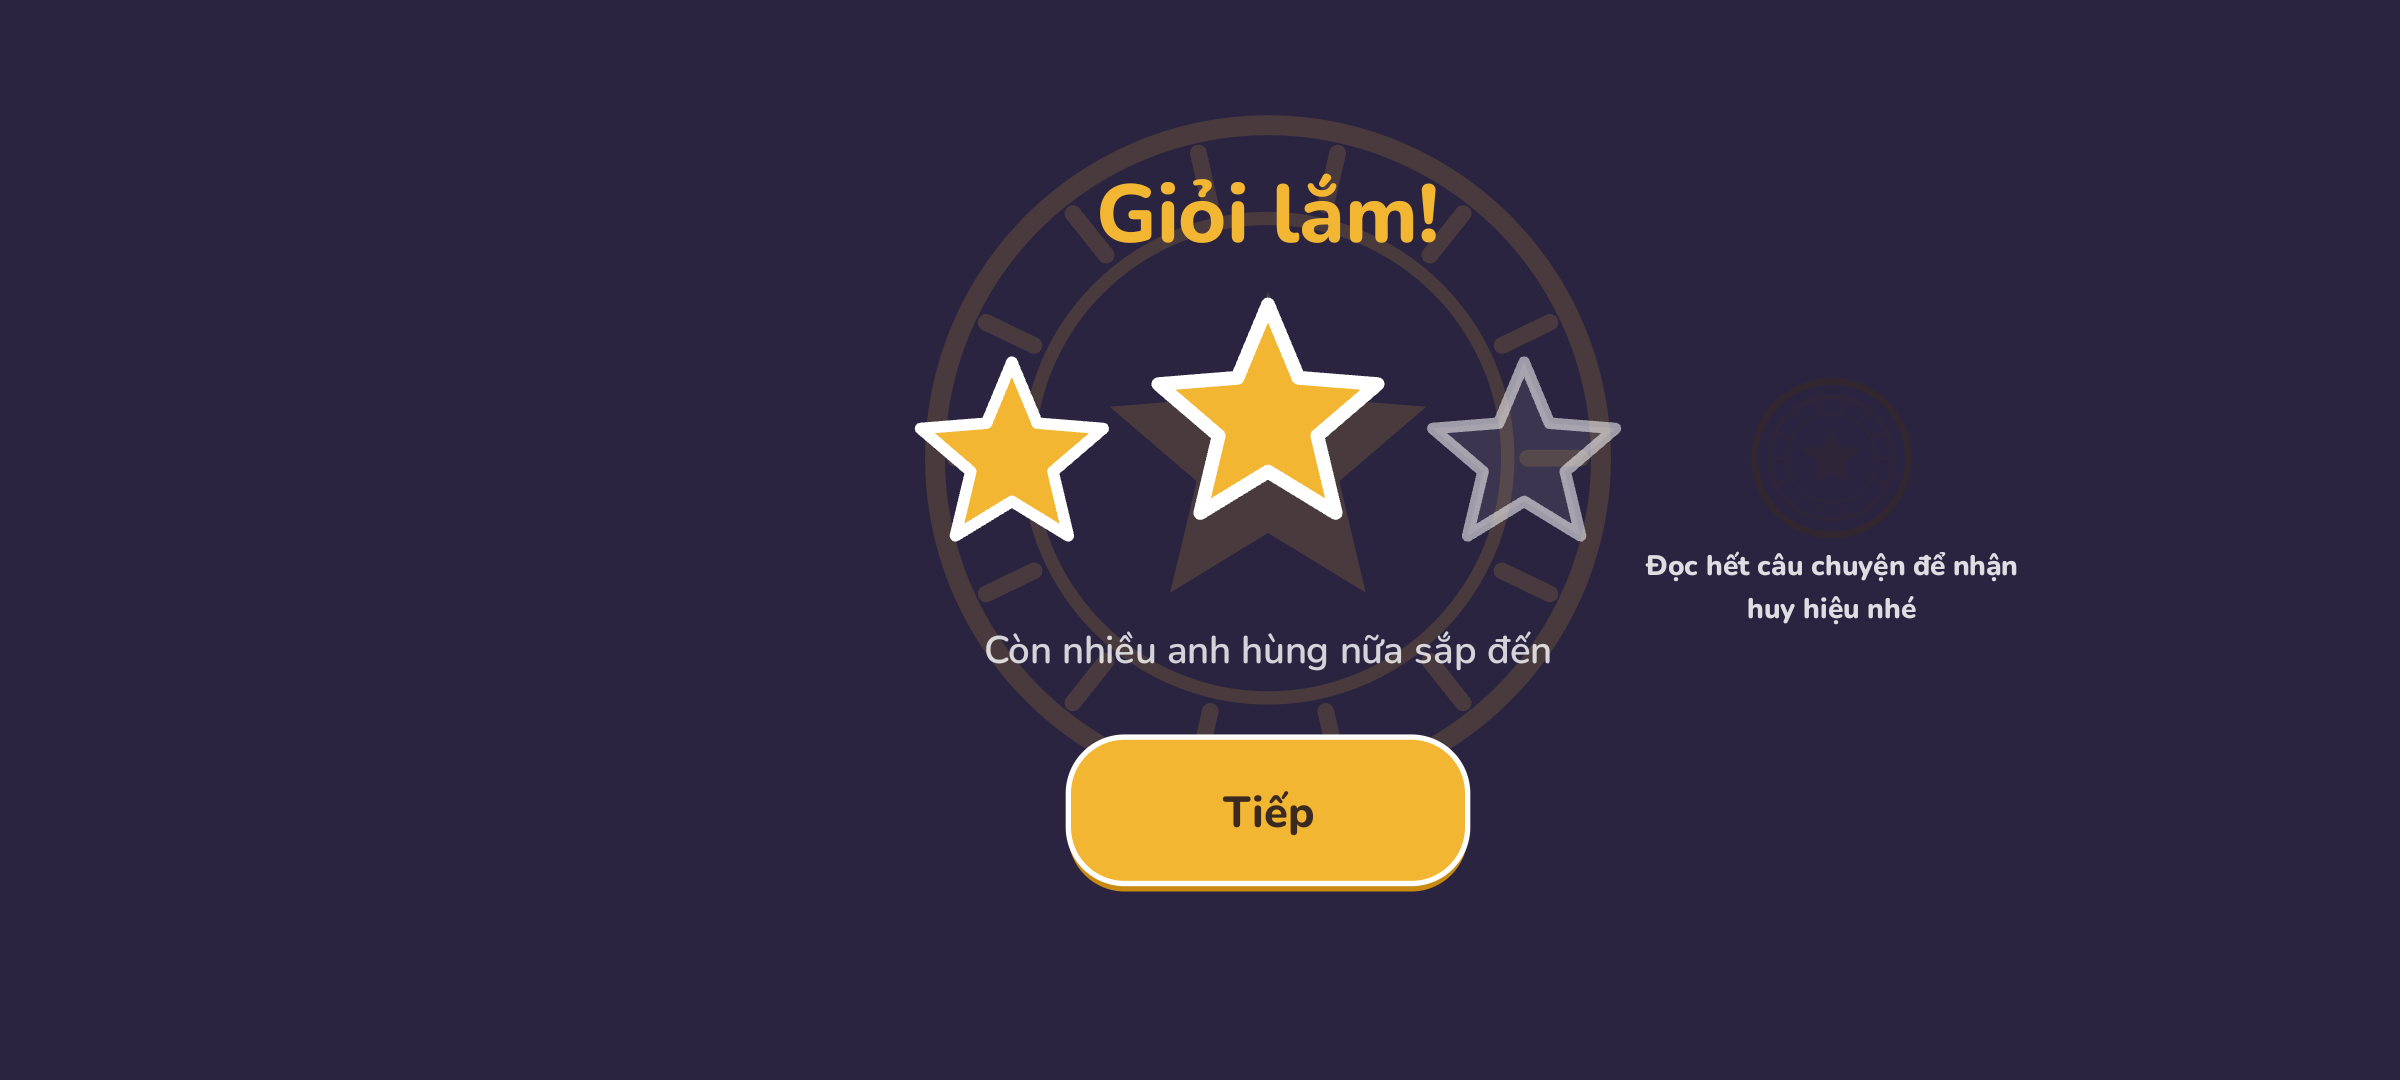 Giỏi lắm!
Đọc hết câu chuyện để nhận
huy hiệu nhé
Còn nhiều anh hùng nữa sắp đến
Tiếp